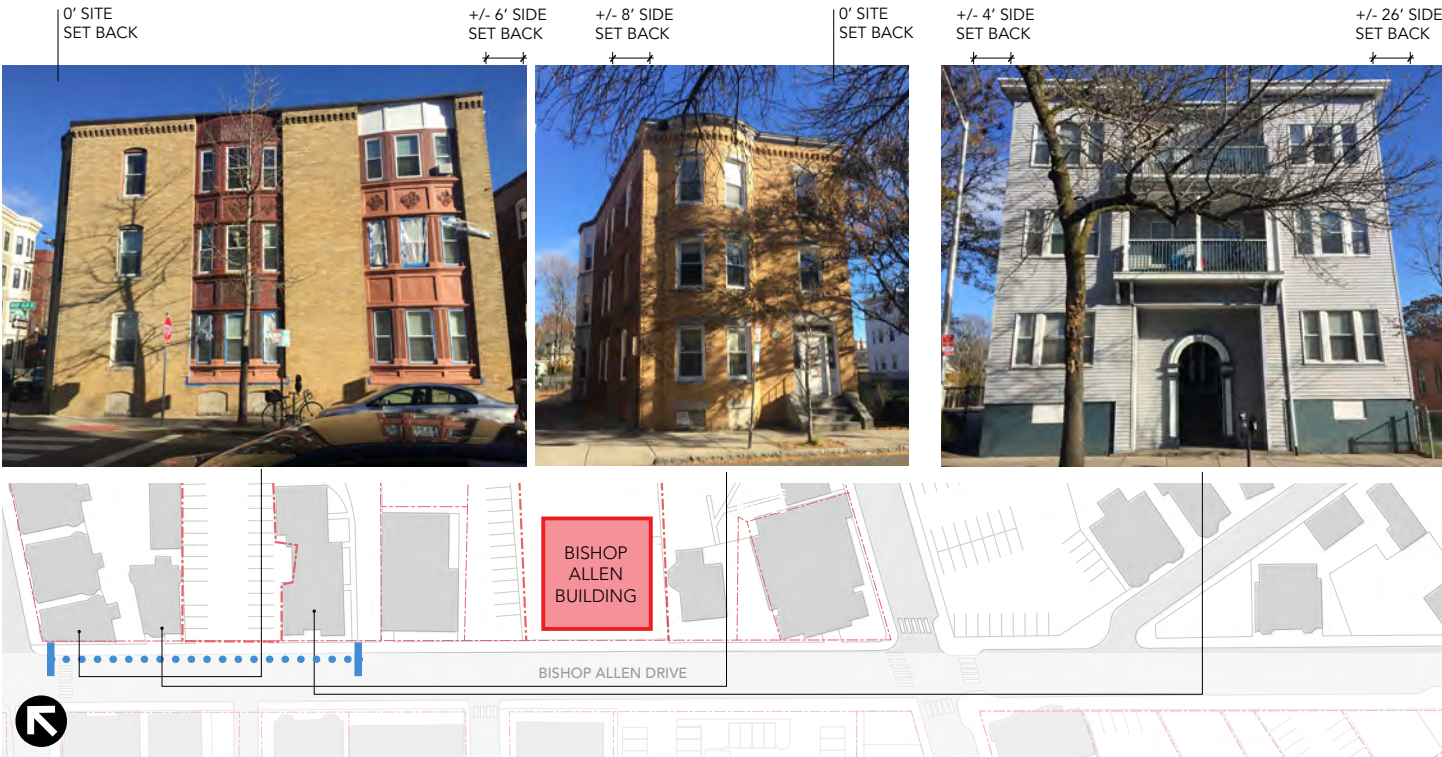 0' SITE
SET BACK
+/- 6' SIDE
SET BACK
+/- 8' SIDE
SET BACK
0' SITE
SET BACK
+/- 4' SIDE
SET BACK
+/- 26' SIDE
SET BACK
BISHOP
ALLEN
BUILDING
BISHOP ALLEN DRIVE